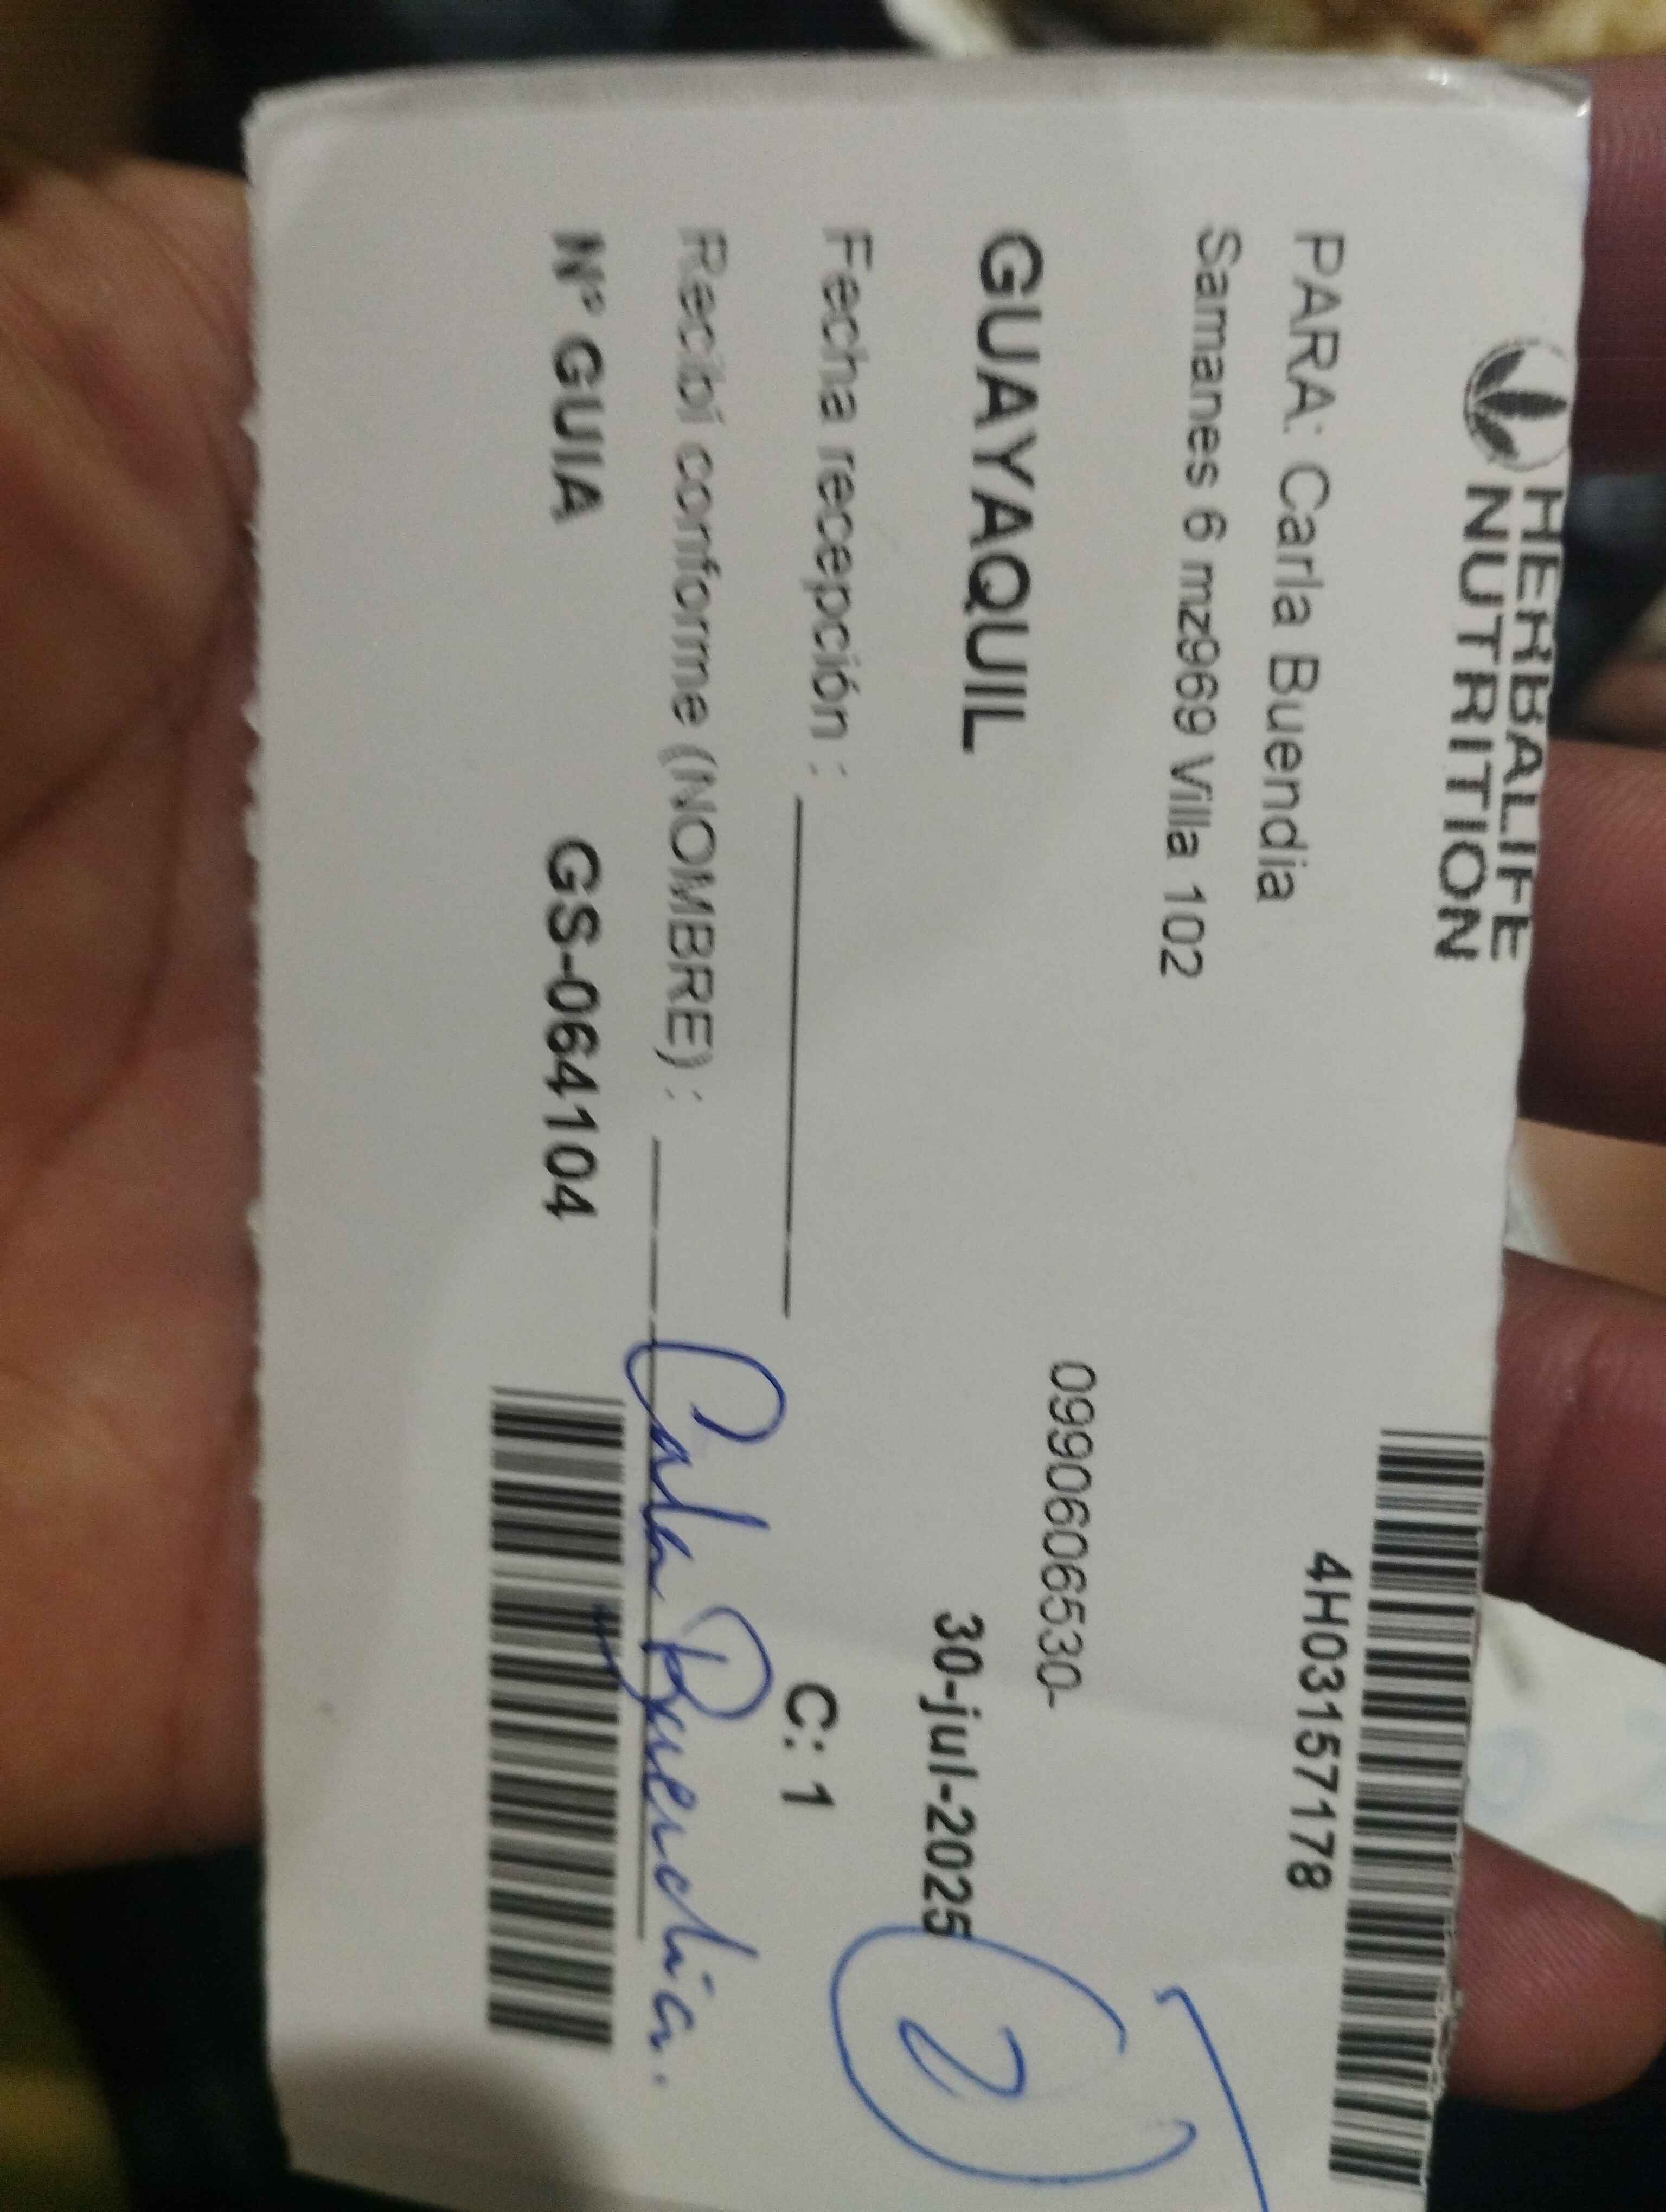 HERBALIFE
NUTRITION
4H03157178
PARA: Carla Buendia
Samanes 6 mz969 Villa 102
0990606530-
GUAYAQUIL
30-jul-2025
2
Fecha recepción :
C: 1
Recibí conforme (NOMBRE) : Carla Buendia.
Nº GUIA GS-064104